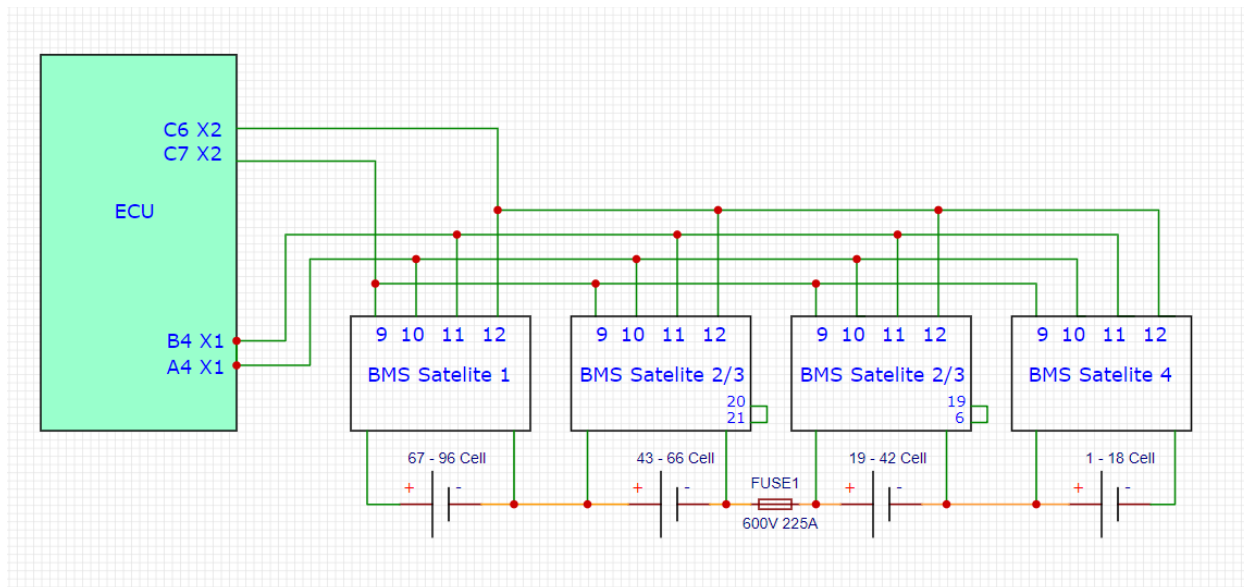 C6 X2
C7 X2
ECU
B4 X1
A4 X1
9 10 11 12
BMS Satelite 1
9 10 11 12
BMS Satelite 2/3
20
21
9 10 11 12
BMS Satelite 2/3
19
6
9 10 11 12
BMS Satelite 4
67 - 96 Cell
+ -
43 - 66 Cell
+ -
FUSE1
600V 225A
19 - 42 Cell
+ -
1 - 18 Cell
+ -